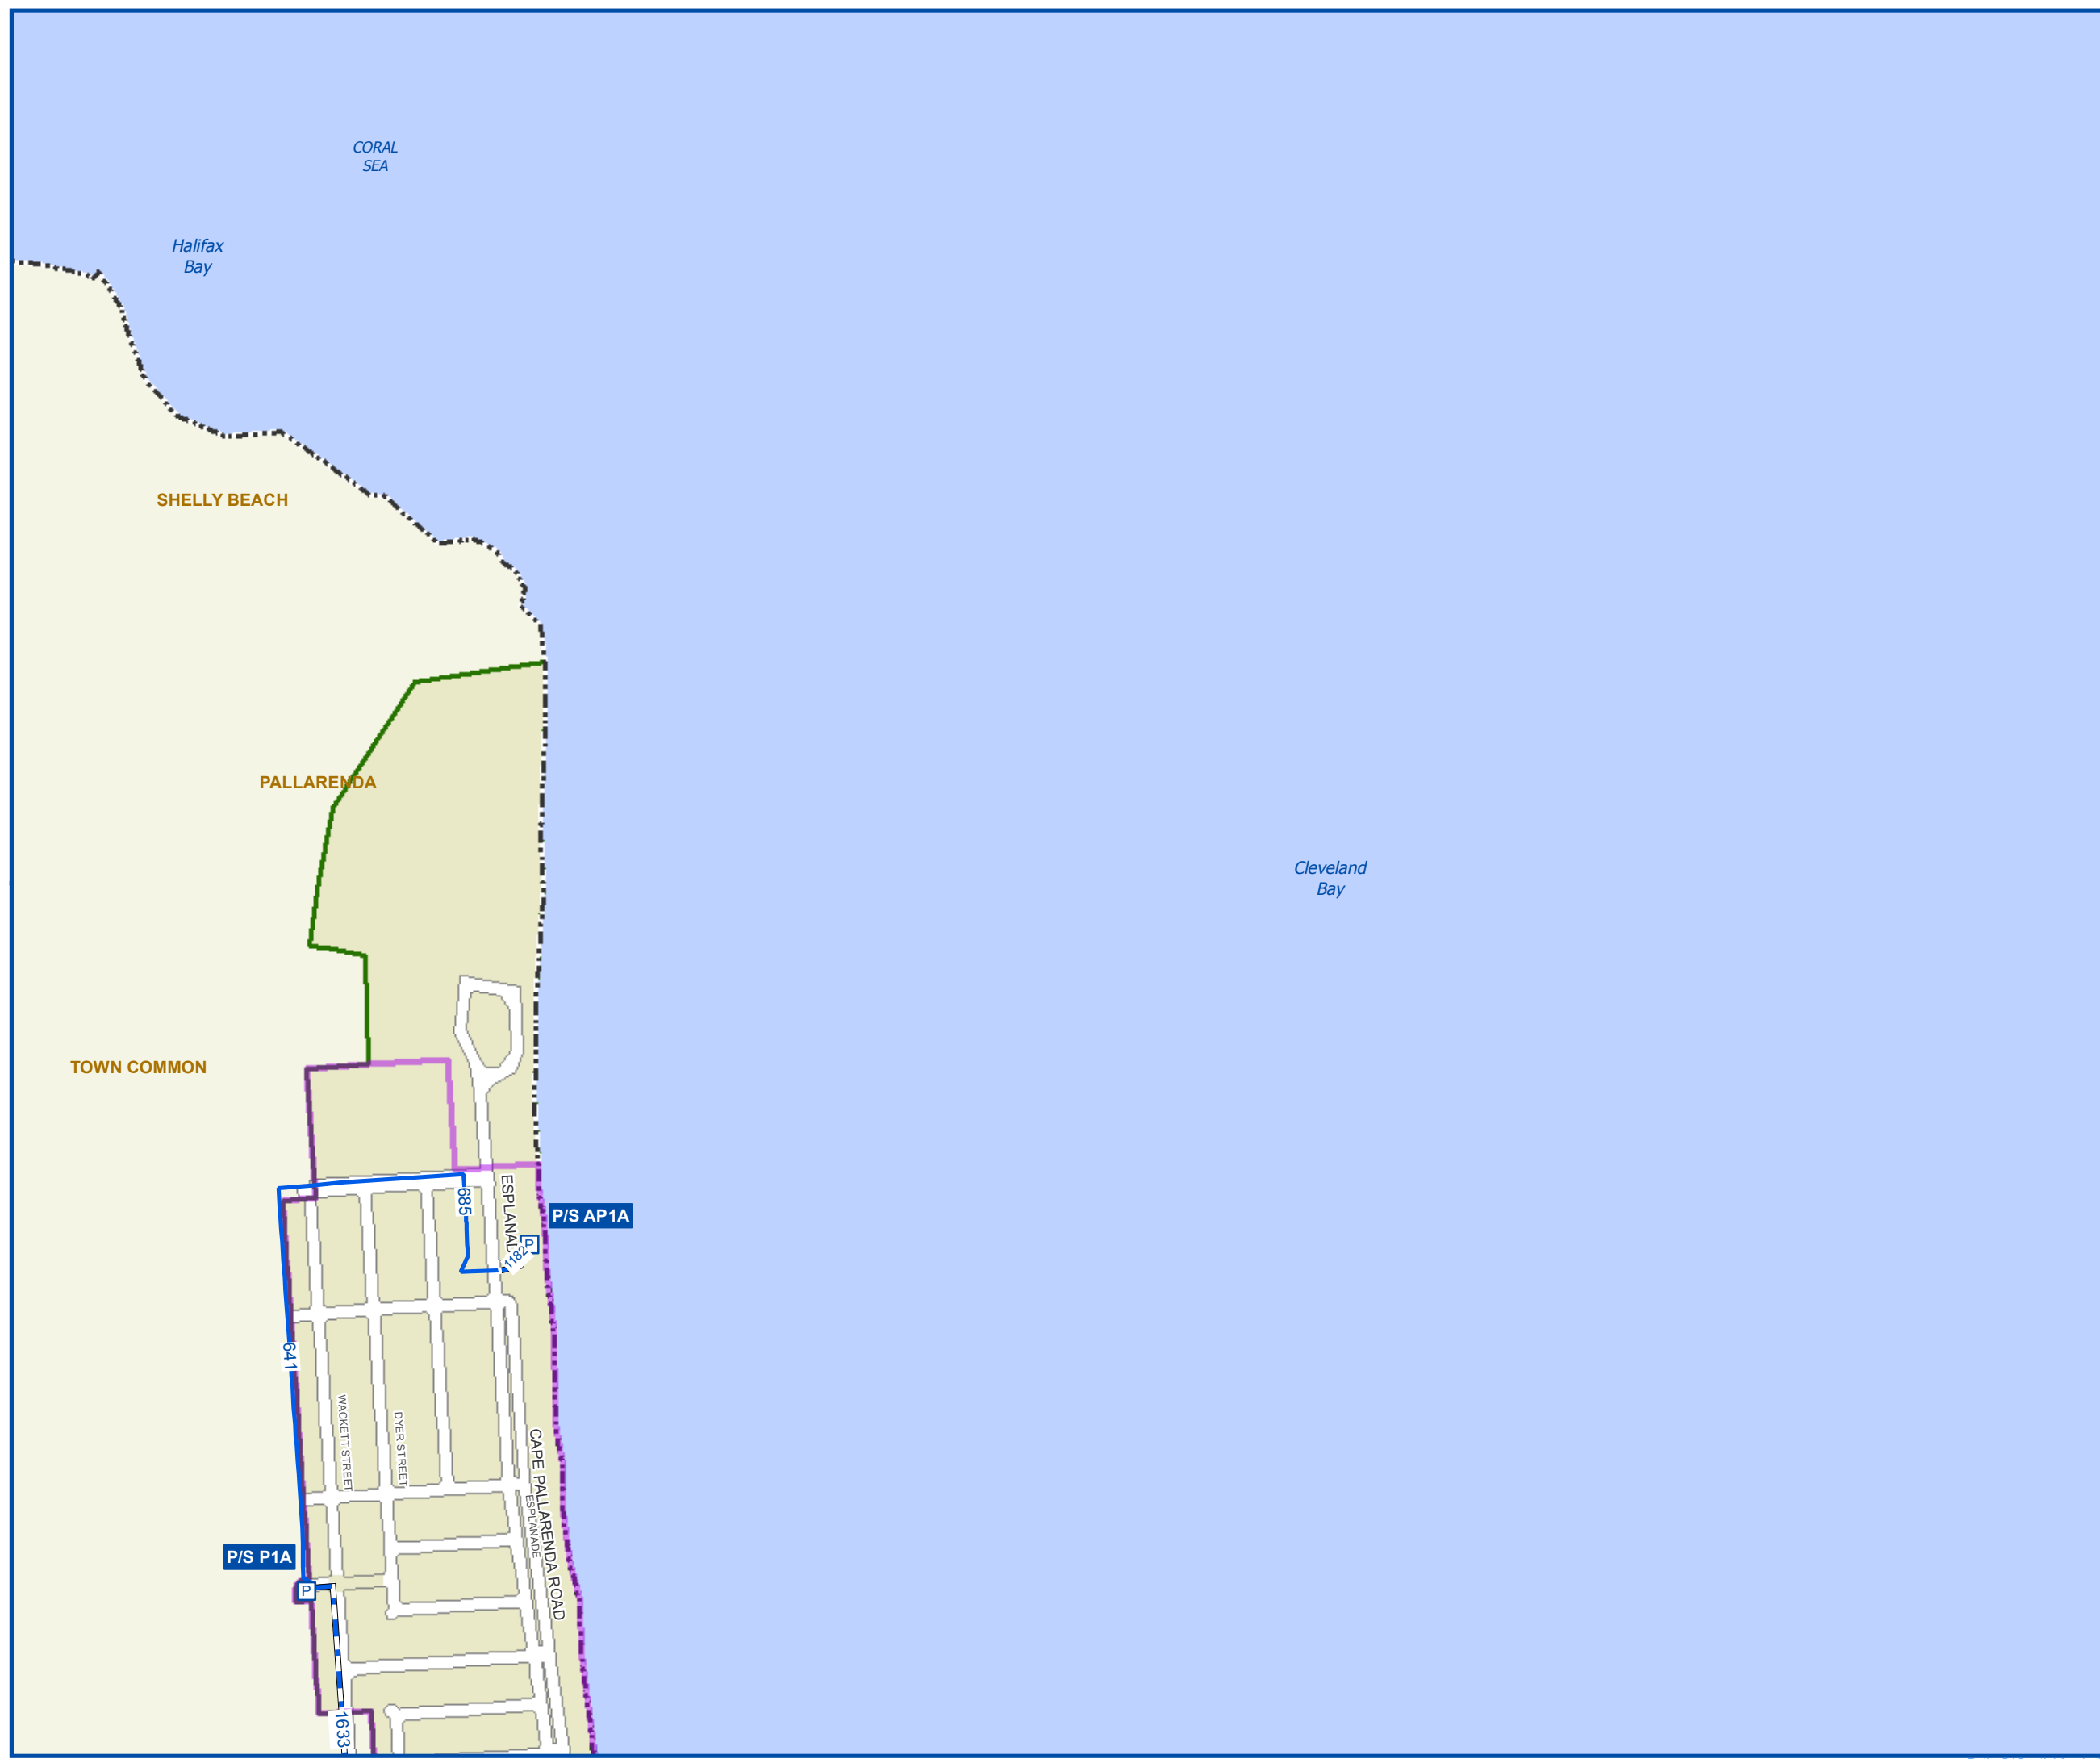 CORAL
SEA
Halifax
Bay
SHELLY BEACH
PALLARENDA
Cleveland
Bay
TOWN COMMON
685
ESPLANAD
P/S AP1A
P
1182
641
WACKETT STREET
DYER STREET
CAPE PALLARENDA ROAD
ESPLANADE
P/S P1A
P
1633